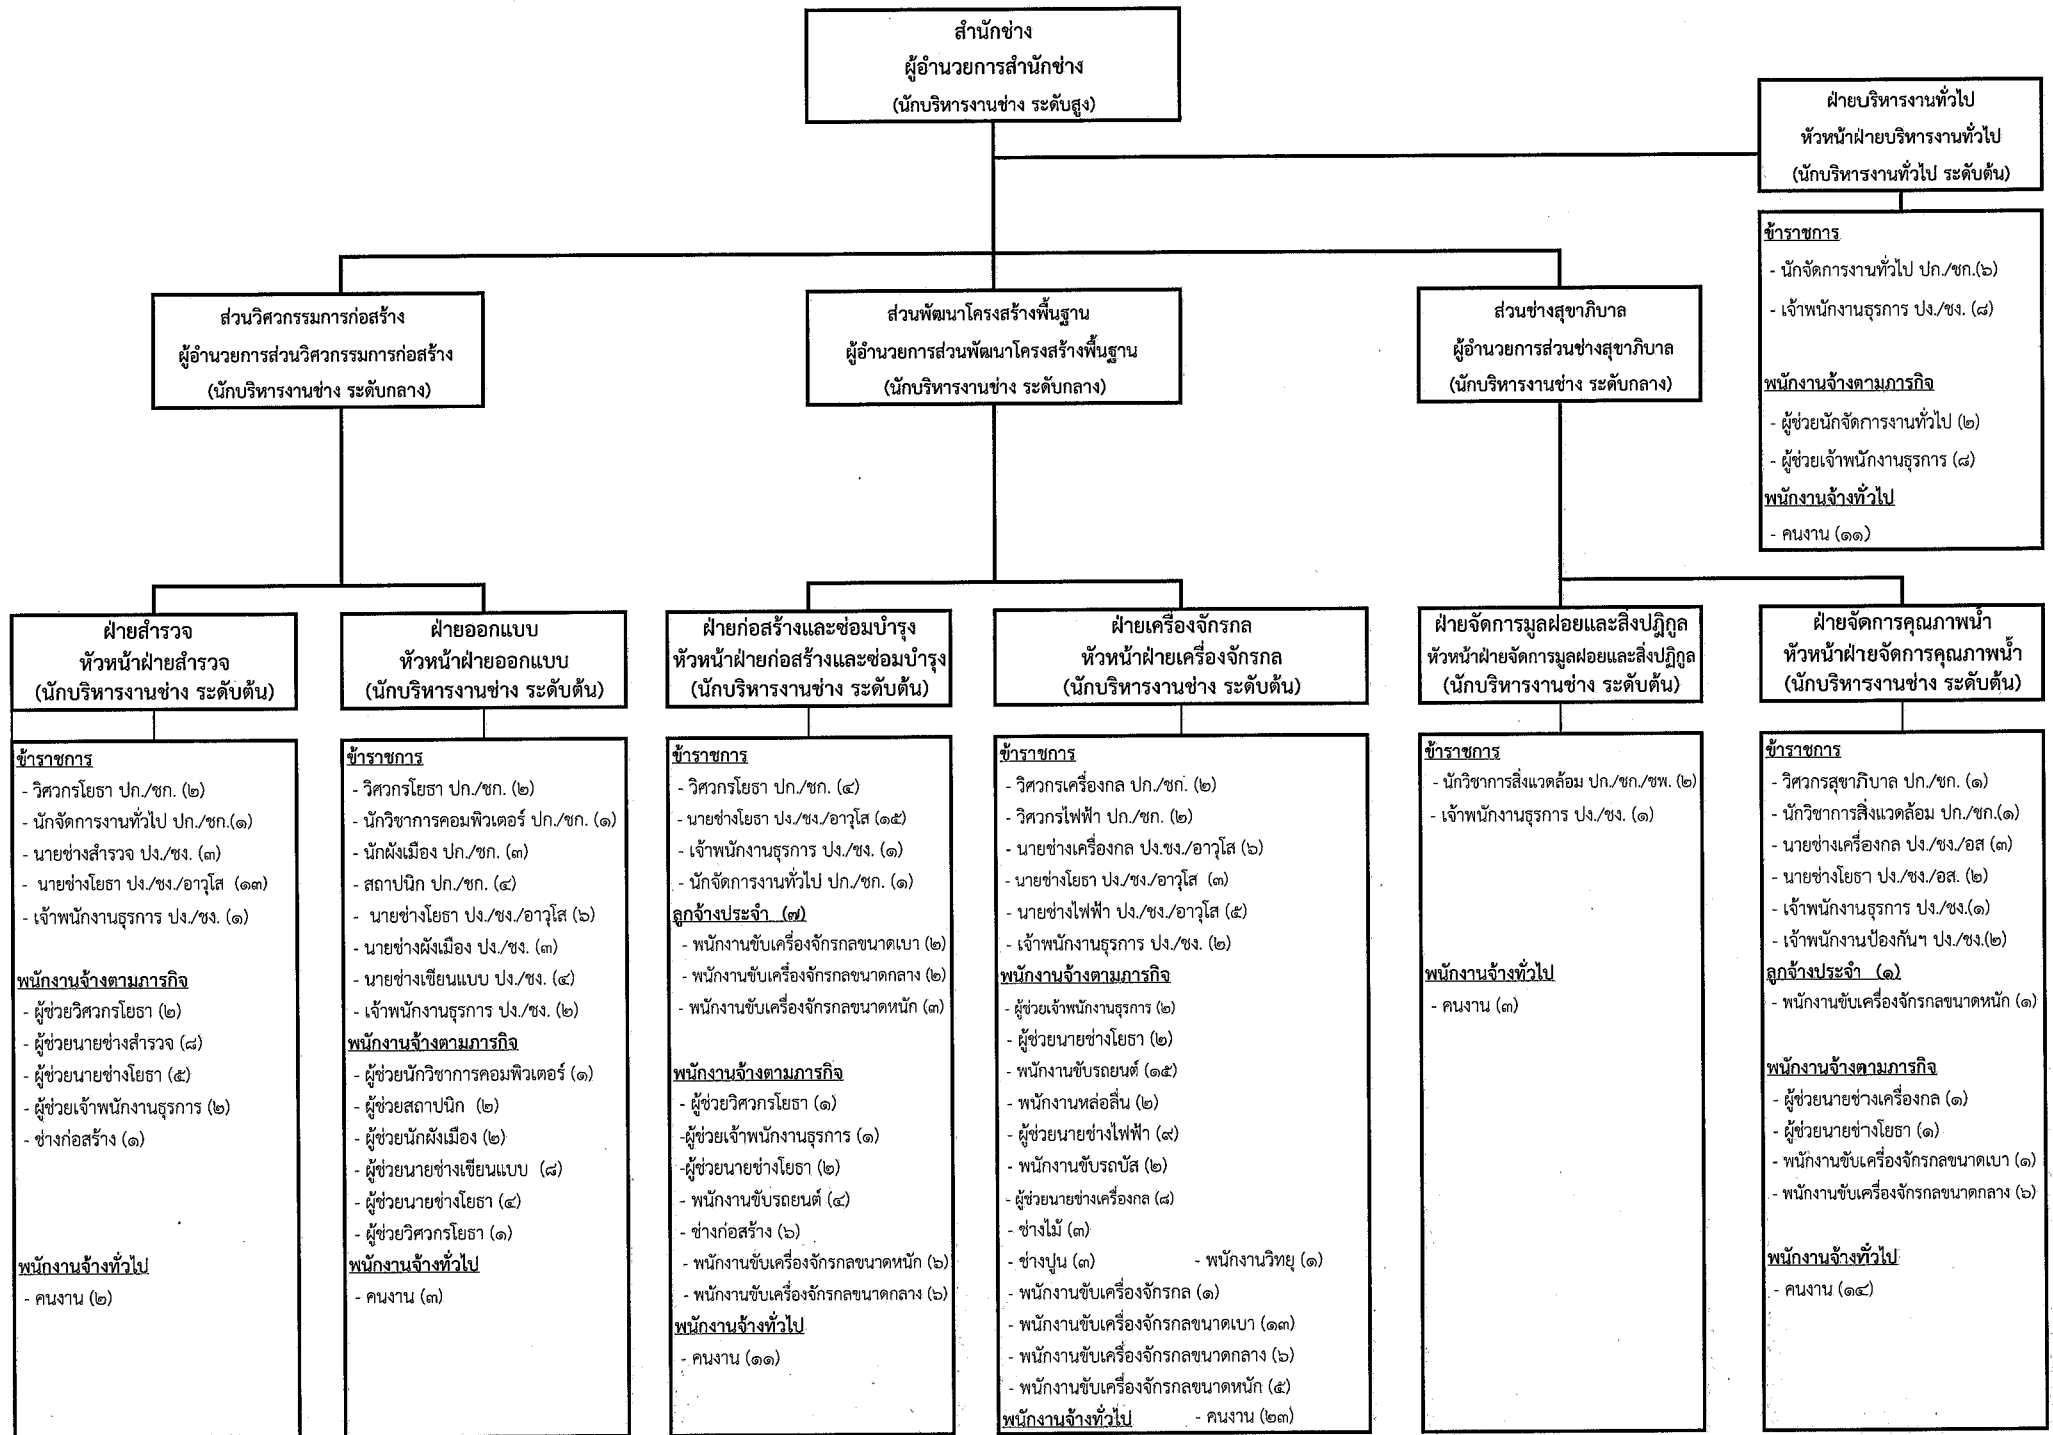 สำนักช่าง
ผู้อำนวยการสำนักช่าง
(นักบริหารงานช่าง ระดับสูง)
ฝ่ายบริหารงานทั่วไป
หัวหน้าฝ่ายบริหารงานทั่วไป
(นักบริหารงานทั่วไป ระดับต้น)
ข้าราชการ
- นักจัดการงานทั่วไป ปก./ชก.(๖)
- เจ้าพนักงานธุรการ ปง./ชง. (๘)
พนักงานจ้างตามภารกิจ
- ผู้ช่วยนักจัดการงานทั่วไป (๒)
- ผู้ช่วยเจ้าพนักงานธุรการ (๘)
พนักงานจ้างทั่วไป
- คนงาน (๑๑)
ส่วนวิศวกรรมการก่อสร้าง
ผู้อำนวยการส่วนวิศวกรรมการก่อสร้าง
(นักบริหารงานช่าง ระดับกลาง)
ส่วนพัฒนาโครงสร้างพื้นฐาน
ผู้อำนวยการส่วนพัฒนาโครงสร้างพื้นฐาน
(นักบริหารงานช่าง ระดับกลาง)
ส่วนช่างสุขาภิบาล
ผู้อำนวยการส่วนช่างสุขาภิบาล
(นักบริหารงานช่าง ระดับกลาง)
ฝ่ายสำรวจ
หัวหน้าฝ่ายสำรวจ
(นักบริหารงานช่าง ระดับต้น)
ข้าราชการ
- วิศวกรโยธา ปก./ชก. (๒)
- นักจัดการงานทั่วไป ปก./ชก.(๑)
- นายช่างสำรวจ ปง./ชง. (๓)
- นายช่างโยธา ปง./ชง./อาวุโส (๑๓)
- เจ้าพนักงานธุรการ ปง./ชง. (๑)
พนักงานจ้างตามภารกิจ
- ผู้ช่วยวิศวกรโยธา (๒)
- ผู้ช่วยนายช่างสำรวจ (๘)
- ผู้ช่วยนายช่างโยธา (๕)
- ผู้ช่วยเจ้าพนักงานธุรการ (๒)
- ช่างก่อสร้าง (๑)
พนักงานจ้างทั่วไป
- คนงาน (๒)
ฝ่ายออกแบบ
หัวหน้าฝ่ายออกแบบ
(นักบริหารงานช่าง ระดับต้น)
ข้าราชการ
- วิศวกรโยธา ปก./ชก. (๒)
- นักวิชาการคอมพิวเตอร์ ปก./ชก. (๑)
- นักผังเมือง ปก./ชก. (๓)
- สถาปนิก ปก./ชก. (๔)
- นายช่างโยธา ปง./ชง./อาวุโส (๖)
- นายช่างผังเมือง ปง./ชง. (๓)
- นายช่างเขียนแบบ ปง./ชง. (๔)
- เจ้าพนักงานธุรการ ปง./ชง. (๒)
พนักงานจ้างตามภารกิจ
- ผู้ช่วยนักวิชาการคอมพิวเตอร์ (๑)
- ผู้ช่วยสถาปนิก (๒)
- ผู้ช่วยนักผังเมือง (๒)
- ผู้ช่วยนายช่างเขียนแบบ (๘)
- ผู้ช่วยนายช่างโยธา (๔)
- ผู้ช่วยวิศวกรโยธา (๑)
พนักงานจ้างทั่วไป
- คนงาน (๓)
ฝ่ายก่อสร้างและซ่อมบำรุง
หัวหน้าฝ่ายก่อสร้างและซ่อมบำรุง
(นักบริหารงานช่าง ระดับต้น)
ข้าราชการ
- วิศวกรโยธา ปก./ชก. (๔)
- นายช่างโยธา ปง./ชง./อาวุโส (๑๕)
- เจ้าพนักงานธุรการ ปง./ชง. (๑)
- นักจัดการงานทั่วไป ปก./ชก. (๑)
ลูกจ้างประจำ (๗)
- พนักงานขับเครื่องจักรกลขนาดเบา (๒)
- พนักงานขับเครื่องจักรกลขนาดกลาง (๒)
- พนักงานขับเครื่องจักรกลขนาดหนัก (๓)
พนักงานจ้างตามภารกิจ
- ผู้ช่วยวิศวกรโยธา (๑)
-ผู้ช่วยเจ้าพนักงานธุรการ (๑)
-ผู้ช่วยนายช่างโยธา (๒)
- พนักงานขับรถยนต์ (๔)
- ช่างก่อสร้าง (๖)
- พนักงานขับเครื่องจักรกลขนาดหนัก (๖)
- พนักงานขับเครื่องจักรกลขนาดกลาง (๖)
พนักงานจ้างทั่วไป
- คนงาน (๑๑)
ฝ่ายเครื่องจักรกล
หัวหน้าฝ่ายเครื่องจักรกล
(นักบริหารงานช่าง ระดับต้น)
ข้าราชการ
- วิศวกรเครื่องกล ปก./ชก. (๒)
- วิศวกรไฟฟ้า ปก./ชก. (๒)
- นายช่างเครื่องกล ปง.ชง./อาวุโส (๖)
- นายช่างโยธา ปง./ชง./อาวุโส (๓)
- นายช่างไฟฟ้า ปง./ชง./อาวุโส (๕)
- เจ้าพนักงานธุรการ ปง./ชง. (๒)
พนักงานจ้างตามภารกิจ
- ผู้ช่วยเจ้าพนักงานธุรการ (๒)
- ผู้ช่วยนายช่างโยธา (๒)
- พนักงานขับรถยนต์ (๑๕)
- พนักงานหล่อลื่น (๒)
- ผู้ช่วยนายช่างไฟฟ้า (๙)
- พนักงานขับรถบัส (๒)
- ผู้ช่วยนายช่างเครื่องกล (๘)
- ช่างไม้ (๓)
- ช่างปูน (๓) - พนักงานวิทยุ (๑)
- พนักงานขับเครื่องจักรกล (๑)
- พนักงานขับเครื่องจักรกลขนาดเบา (๑๓)
- พนักงานขับเครื่องจักรกลขนาดกลาง (๖)
- พนักงานขับเครื่องจักรกลขนาดหนัก (๕)
พนักงานจ้างทั่วไป - คนงาน (๒๓)
ฝ่ายจัดการมูลฝอยและสิ่งปฏิกูล
หัวหน้าฝ่ายจัดการมูลฝอยและสิ่งปฏิกูล
(นักบริหารงานช่าง ระดับต้น)
ข้าราชการ
- นักวิชาการสิ่งแวดล้อม ปก./ชก./ชพ. (๒)
- เจ้าพนักงานธุรการ ปง./ชง. (๑)
พนักงานจ้างทั่วไป
- คนงาน (๓)
ฝ่ายจัดการคุณภาพน้ำ
หัวหน้าฝ่ายจัดการคุณภาพน้ำ
(นักบริหารงานช่าง ระดับต้น)
ข้าราชการ
- วิศวกรสุขาภิบาล ปก./ชก. (๑)
- นักวิชาการสิ่งแวดล้อม ปก./ชก.(๑)
- นายช่างเครื่องกล ปง./ชง./อส (๓)
- นายช่างโยธา ปง./ชง./อส. (๒)
- เจ้าพนักงานธุรการ ปง./ชง.(๑)
- เจ้าพนักงานป้องกันฯ ปง./ชง.(๒)
ลูกจ้างประจำ (๑)
- พนักงานขับเครื่องจักรกลขนาดหนัก (๑)
พนักงานจ้างตามภารกิจ
- ผู้ช่วยนายช่างเครื่องกล (๑)
- ผู้ช่วยนายช่างโยธา (๑)
- พนักงานขับเครื่องจักรกลขนาดเบา (๑)
- พนักงานขับเครื่องจักรกลขนาดกลาง (๖)
พนักงานจ้างทั่วไป
- คนงาน (๑๔)